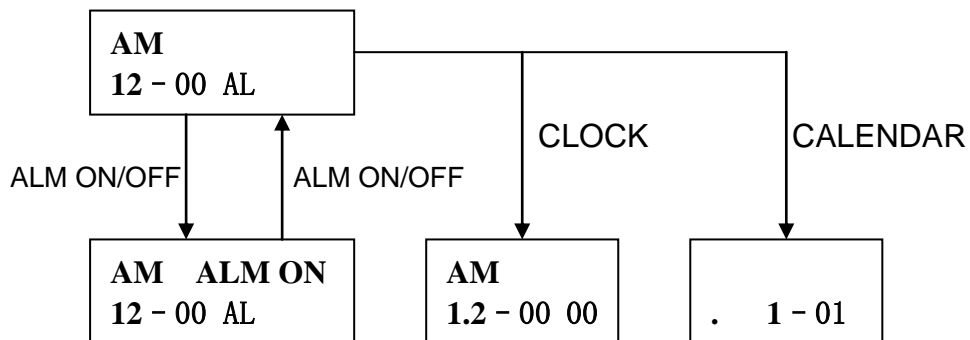 AM
12-00 AL
CLOCK
CALENDAR
ALM ON/OFF
ALM ON/OFF
AM ALM ON
12-00 AL
AM
1.2-00 00
. 1-01